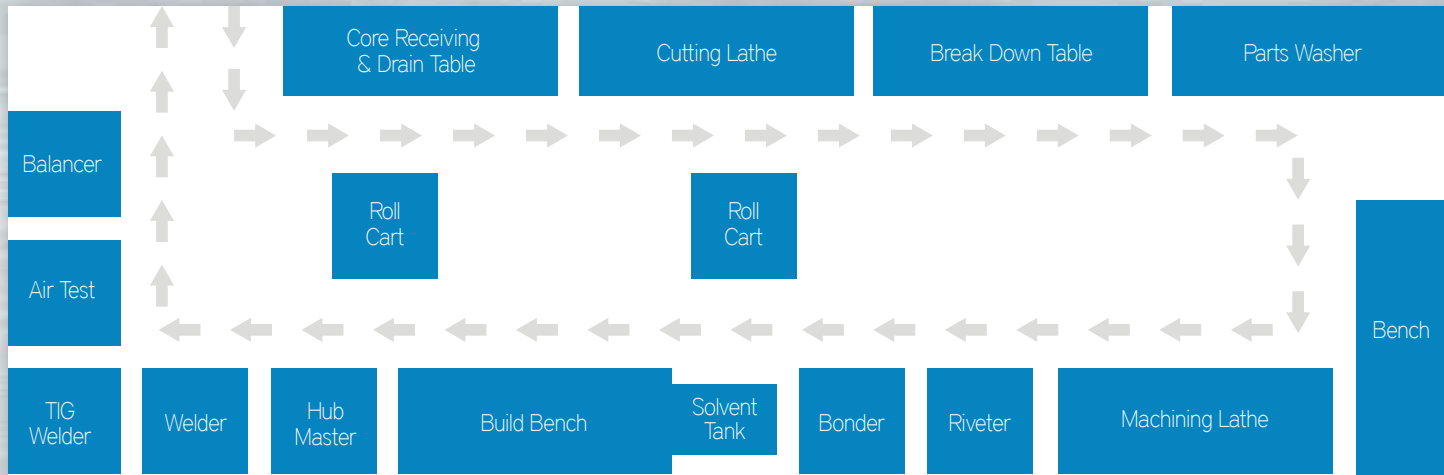 Core Receiving
& Drain Table
Cutting Lathe
Break Down Table
Parts Washer
Balancer
Roll
Cart
Roll
Cart
Air Test
Bench
TIG
Welder
Welder
Hub
Master
Build Bench
Solvent
Tank
Bonder
Riveter
Machining Lathe